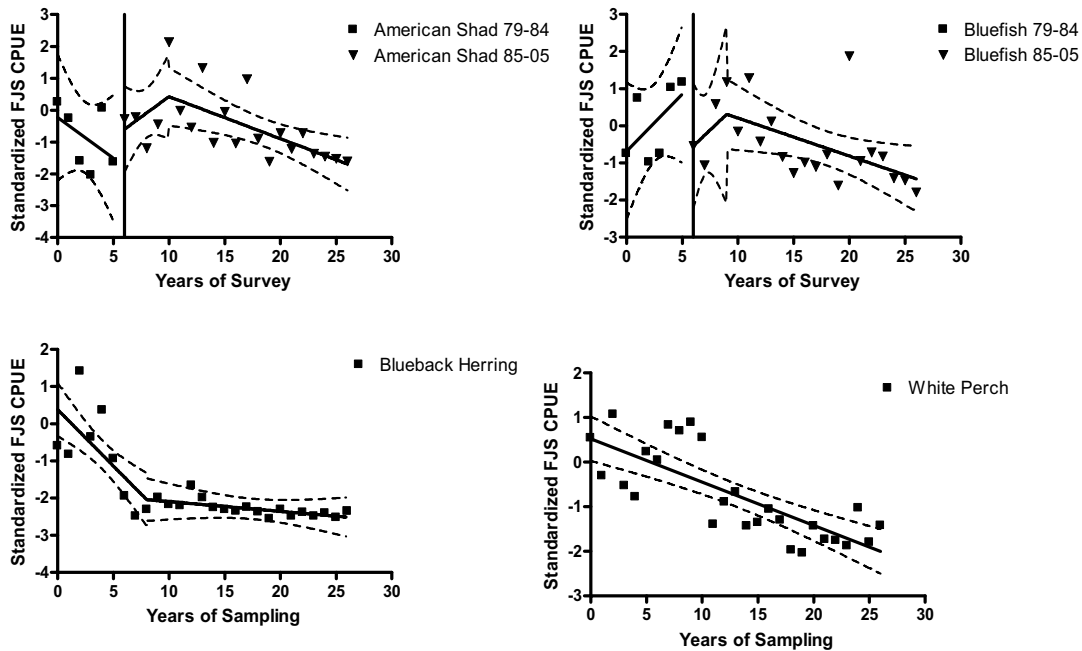 3
2
1
0
-1
-2
-3
-4
0 5 10 15 20 25 30
Standardized FJS CPUE
Years of Survey
American Shad 79-84
American Shad 85-05
3
2
1
0
-1
-2
-3
0 5 10 15 20 25 30
Standardized FJS CPUE
Years of Survey
Bluefish 79-84
Bluefish 85-05
2
1
0
-1
-2
-3
-4
0 5 10 15 20 25 30
Standardized FJS CPUE
Years of Sampling
Blueback Herring
2
1
0
-1
-2
-3
0 5 10 15 20 25 30
Standardized FJS CPUE
Years of Sampling
White Perch